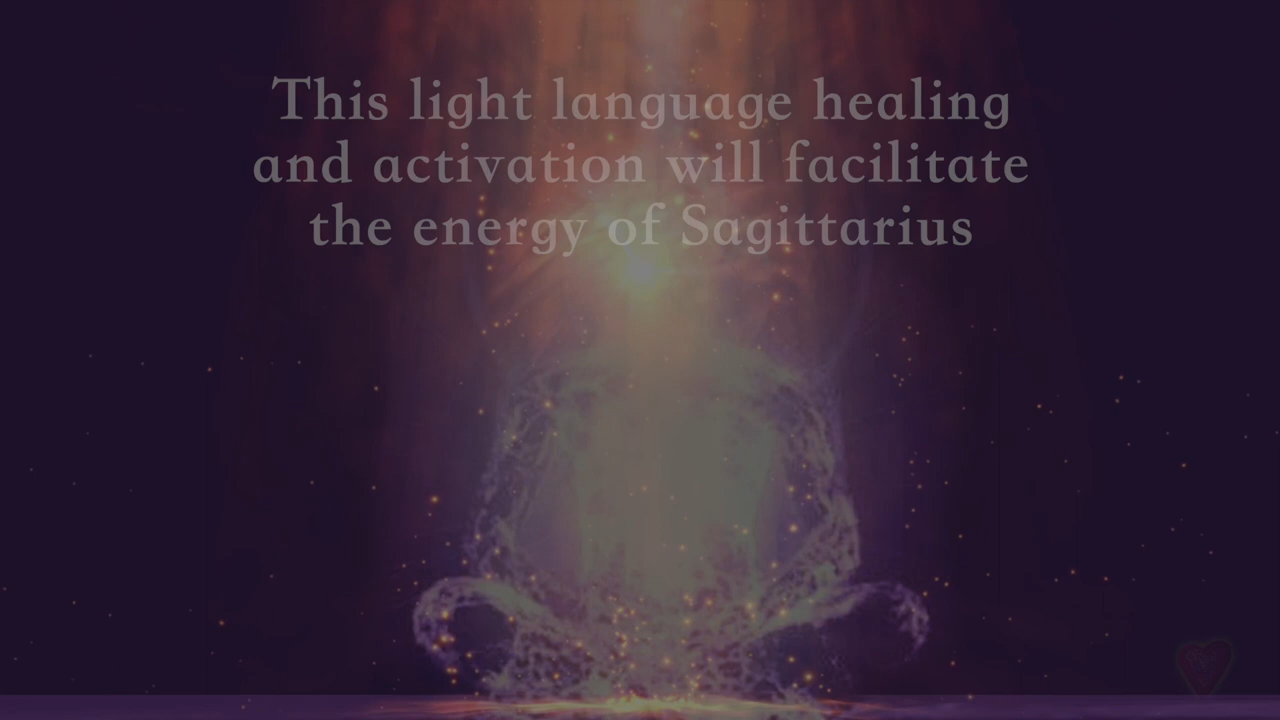 This light language healing
and activation will facilitate
the energy of Sagittarius